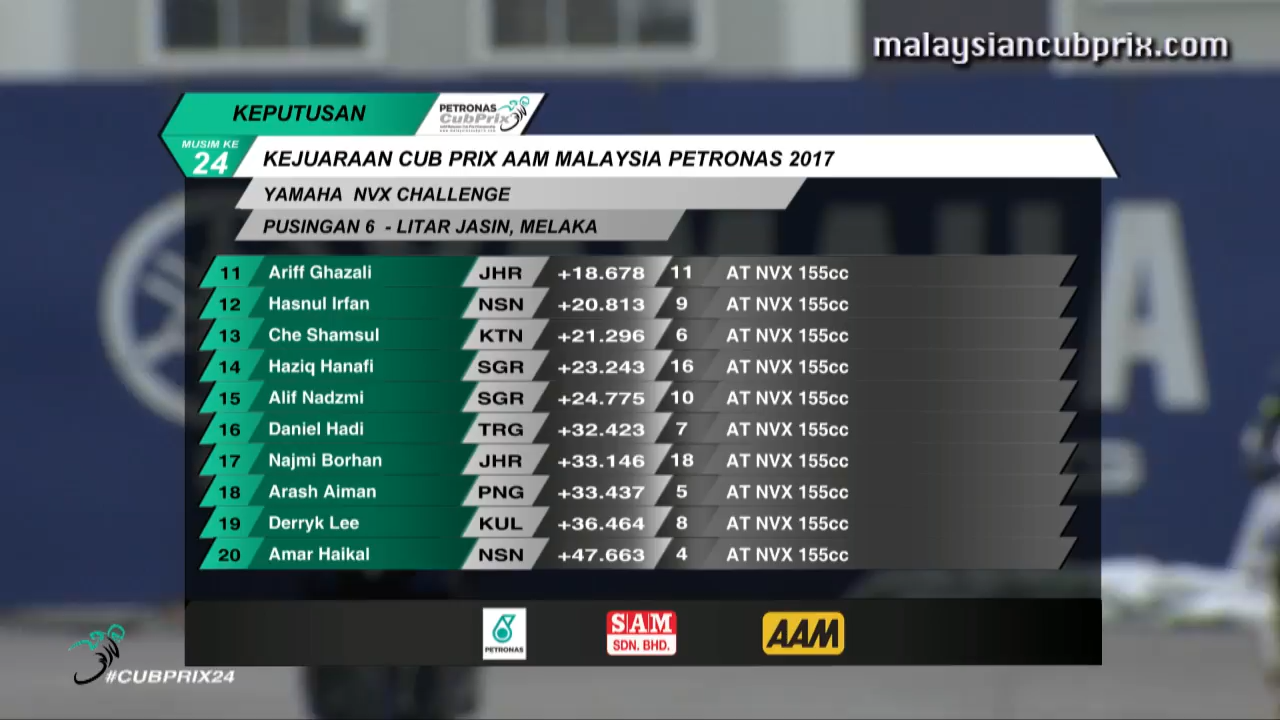 malaysiancubprix.com
KEPUTUSAN
PETRONAS
CubPrix
MUSIM KE
24
KEJUARAAN CUB PRIX AAM MALAYSIA PETRONAS 2017
YAMAHA NVX CHALLENGE
PUSINGAN 6 - LITAR JASIN, MELAKA
11 Ariff Ghazali JHR +18.678 11 AT NVX 155cc
12 Hasnul Irfan NSN +20.813 9 AT NVX 155cc
13 Che Shamsul KTN +21.296 6 AT NVX 155cc
14 Haziq Hanafi SGR +23.243 16 AT NVX 155cc
15 Alif Nadzmi SGR +24.775 10 AT NVX 155cc
16 Daniel Hadi TRG +32.423 7 AT NVX 155cc
17 Najmi Borhan JHR +33.146 18 AT NVX 155cc
18 Arash Aiman PNG +33.437 5 AT NVX 155cc
19 Derryk Lee KUL +36.464 8 AT NVX 155cc
20 Amar Haikal NSN +47.663 4 AT NVX 155cc
PETRONAS
SAM
SDN. BHD.
AAM
#CUBPRIX24